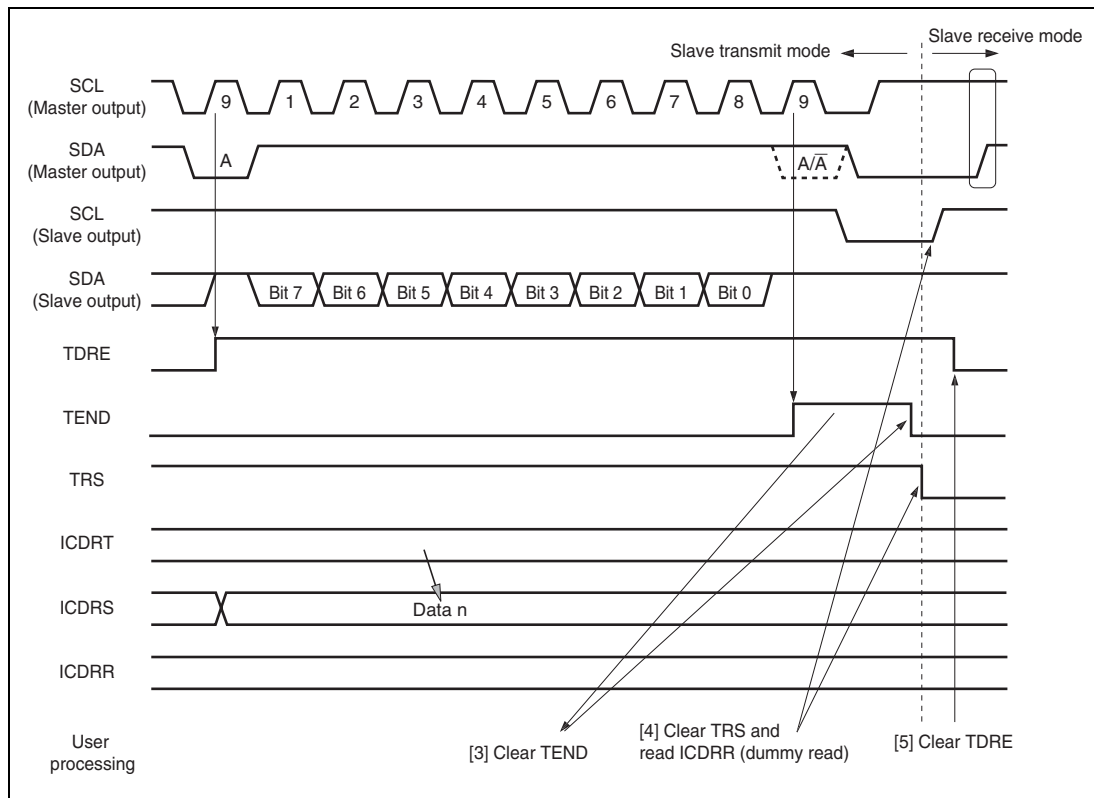 Slave transmit mode
Slave receive mode
SCL
(Master output)
9 1 2 3 4 5 6 7 8 9
SDA
(Master output)
A
A/A̅
SCL
(Slave output)
SDA
(Slave output)
Bit 7 Bit 6 Bit 5 Bit 4 Bit 3 Bit 2 Bit 1 Bit 0
TDRE
TEND
TRS
ICDRT
ICDRS
Data n
ICDRR
User
processing
[3] Clear TEND
[4] Clear TRS and
read ICDRR (dummy read)
[5] Clear TDRE